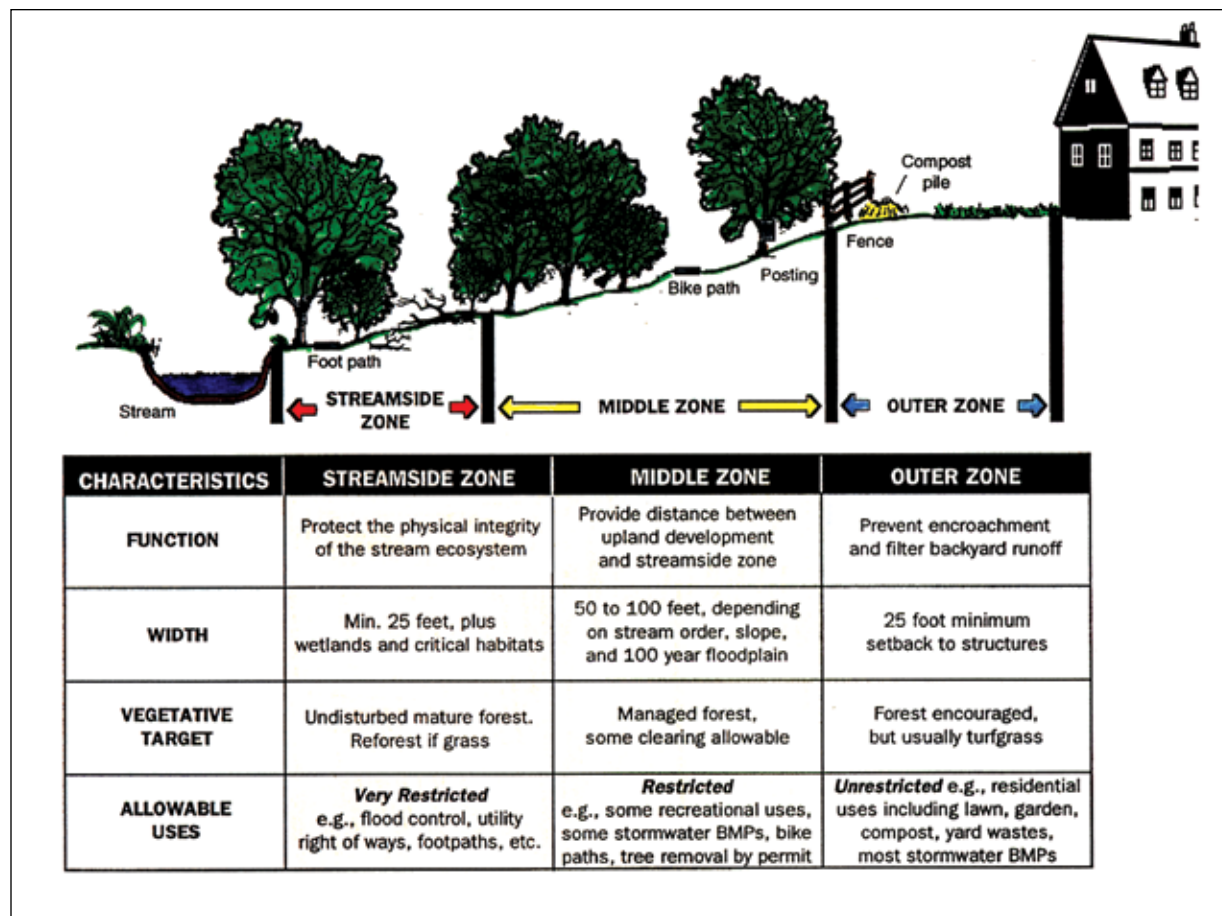 Compost
pile
Fence
Posting
Bike path
Foot path
Stream
STREAMSIDE
ZONE
MIDDLE ZONE
OUTER ZONE
CHARACTERISTICS
STREAMSIDE ZONE
MIDDLE ZONE
OUTER ZONE
FUNCTION
Protect the physical integrity
of the stream ecosystem
Provide distance between
upland development
and streamside zone
Prevent encroachment
and filter backyard runoff
WIDTH
Min. 25 feet, plus
wetlands and critical habitats
50 to 100 feet, depending
on stream order, slope,
and 100 year floodplain
25 foot minimum
setback to structures
VEGETATIVE
TARGET
Undisturbed mature forest.
Reforest if grass
Managed forest,
some clearing allowable
Forest encouraged,
but usually turfgrass
ALLOWABLE
USES
Very Restricted
e.g., flood control, utility
right of ways, footpaths, etc.
Restricted
e.g., some recreational uses,
some stormwater BMPs, bike
paths, tree removal by permit
Unrestricted e.g., residential
uses including lawn, garden,
compost, yard wastes,
most stormwater BMPs